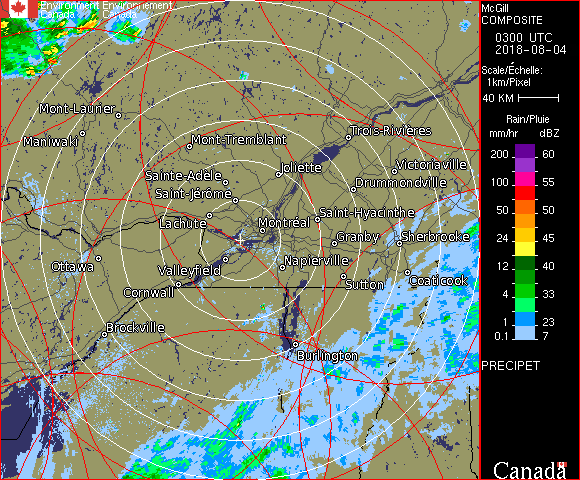 Environment Environnement
Canada Canada
McGill
COMPOSITE
0300 UTC
2018-08-04
Scale/Échelle:
1km/Pixel
40 KM
Rain/Pluie
mm/hr dBZ
200 60
100 55
50 50
24 45
12 40
4 33
1 23
0.1 7
PRECIPET
Canada
Mont-Laurier
Maniwaki
Mont-Tremblant
Trois-Rivières
Joliette
Victoriaville
Sainte-Adèle
Drummondville
Saint-Jérôme
Saint-Hyacinthe
Lachute
Montréal
Granby
Sherbrooke
Ottawa
Valleyfield
Napierville
Cornwall
Sutton
Coaticook
Brockville
Burlington